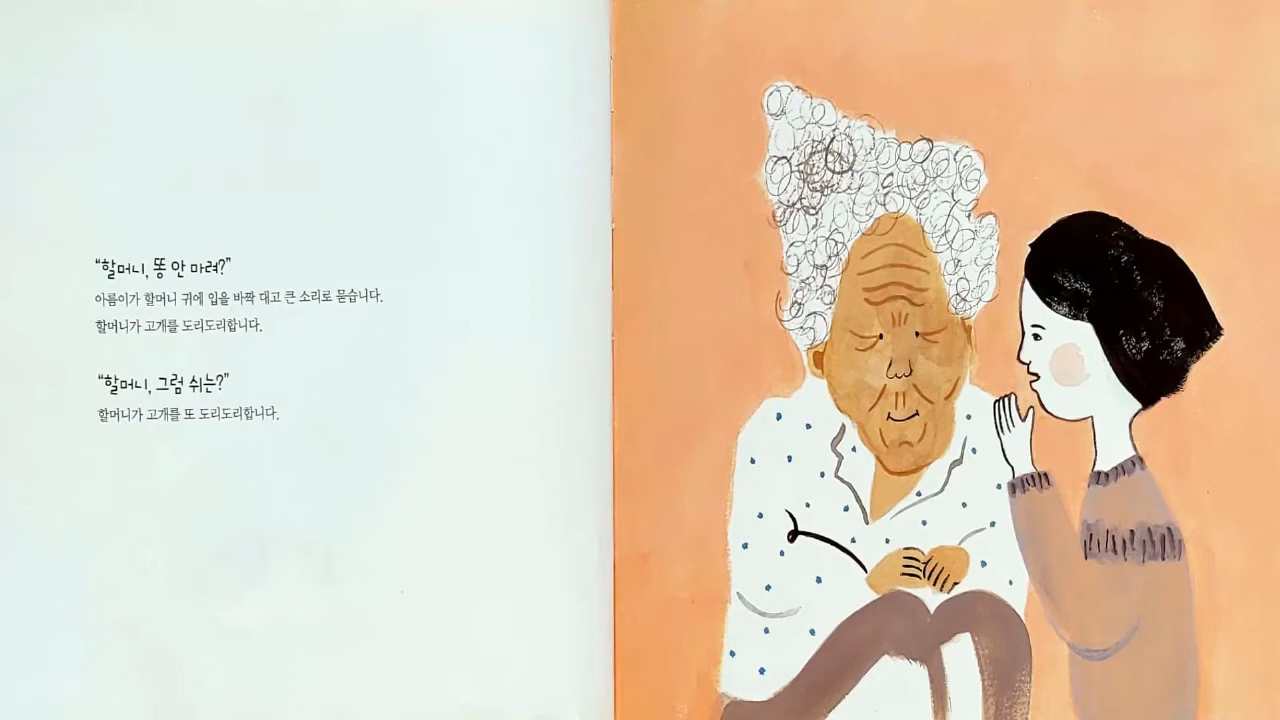 “할머니, 똥 안 마려?”
아름이가 할머니 귀에 입을 바짝 대고 큰 소리로 묻습니다.
할머니가 고개를 도리도리합니다.
“할머니, 그럼 쉬는?”
할머니가 고개를 또 도리도리합니다.